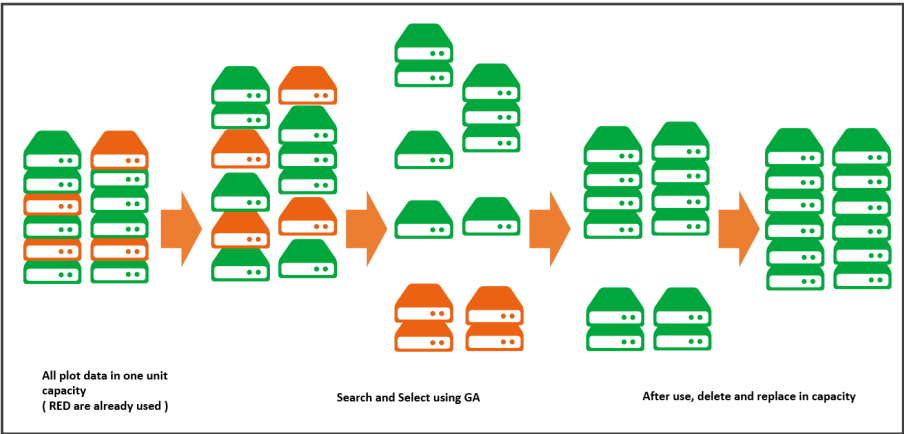 All plot data in one unit
capacity
( RED are already used )
Search and Select using GA
After use, delete and replace in capacity